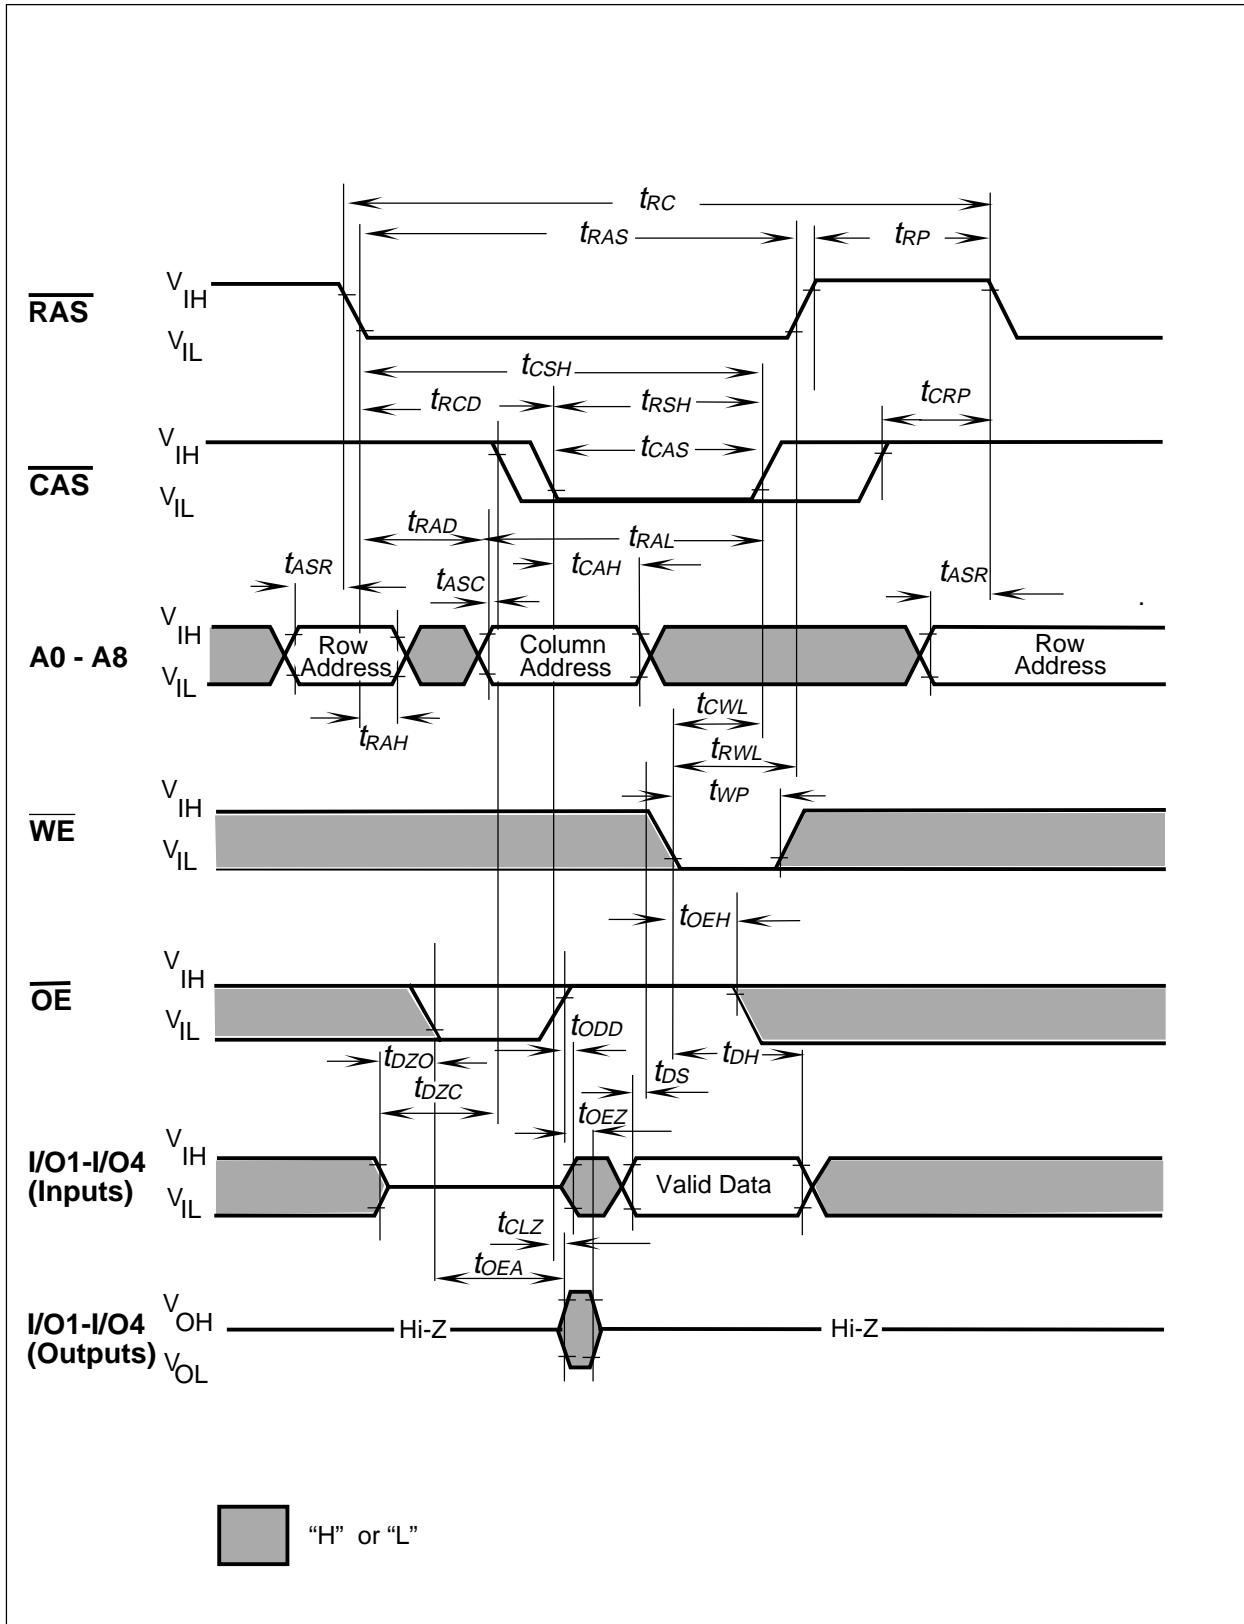 tRC
tRAS
tRP
RAS
VIH
VIL
tCSH
tRCD
tRSH
tCRP
CAS
VIH
tCAS
VIL
tRAD
tRAL
tASR
tASC
tCAH
tASR
A0 - A8
VIH
VIL
Row
Address
Column
Address
Row
Address
tRAH
tCWL
tRWL
tWP
WE
VIH
VIL
tOEH
OE
VIH
VIL
tODD
tDZO
tDH
tDS
tDZC
tOEZ
I/O1-I/O4
(Inputs)
VIH
VIL
Valid Data
tCLZ
tOEA
I/O1-I/O4
(Outputs)
VOH
VOL
Hi-Z
Hi-Z
“H” or “L”